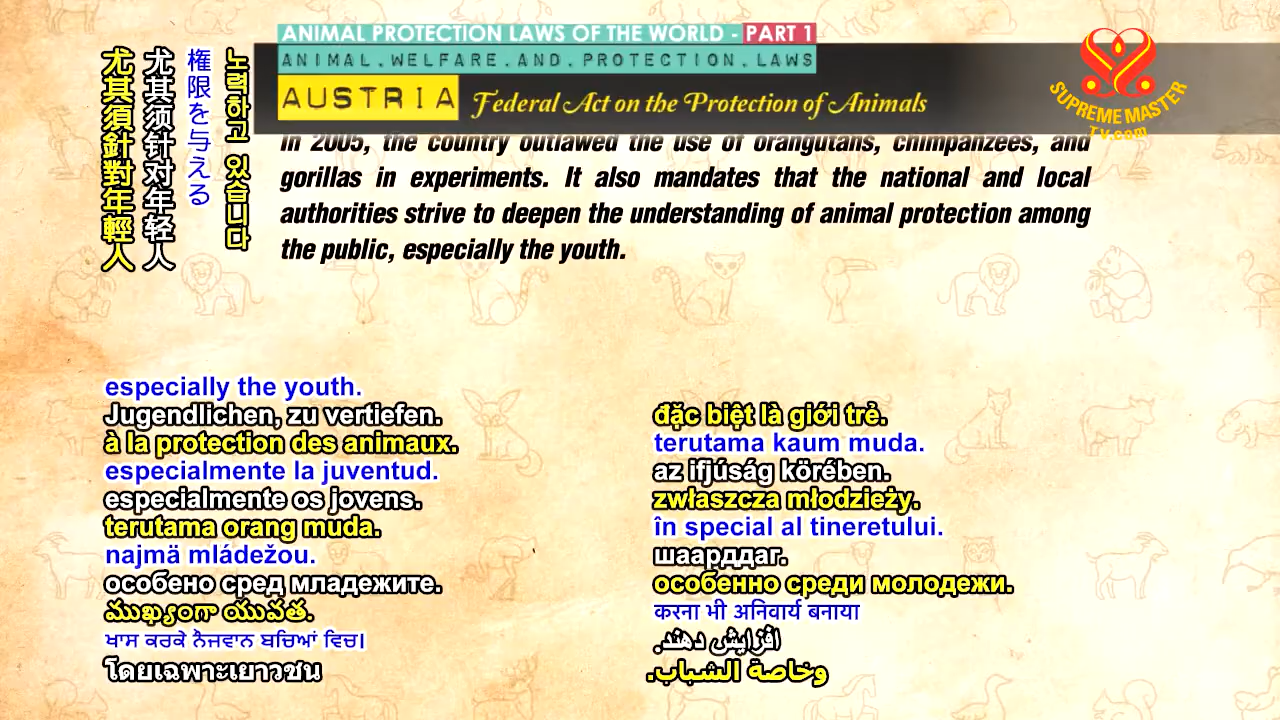 ANIMAL PROTECTION LAWS OF THE WORLD - PART 1
ANIMAL.WELFARE.AND.PROTECTION.LAWS
AUSTRIA Federal Act on the Protection of Animals
SUPREME MASTER
TV.com
尤其須針對年輕人
尤其须针对年轻人
権限を与える
노력하고 있습니다
In 2005, the country outlawed the use of orangutans, chimpanzees, and
gorillas in experiments. It also mandates that the national and local
authorities strive to deepen the understanding of animal protection among
the public, especially the youth.
especially the youth.
Jugendlichen, zu vertiefen.
à la protection des animaux.
especialmente la juventud.
especialmente os jovens.
terutama orang muda.
najmä mládežou.
особено сред младежите.
ముఖ్యంగా యువత.
ਖਾਸ ਕਰਕੇ ਨੌਜਵਾਨ ਬਚਿਆਂ ਵਿਚ।
โดยเฉพาะเยาวชน
đặc biệt là giới trẻ.
terutama kaum muda.
az ifjúság körében.
zwłaszcza młodzieży.
în special al tineretului.
шаарддаг.
особенно среди молодежи.
करना भी अनिवार्य बनाया
افزایش دهند.
وخاصة الشباب.